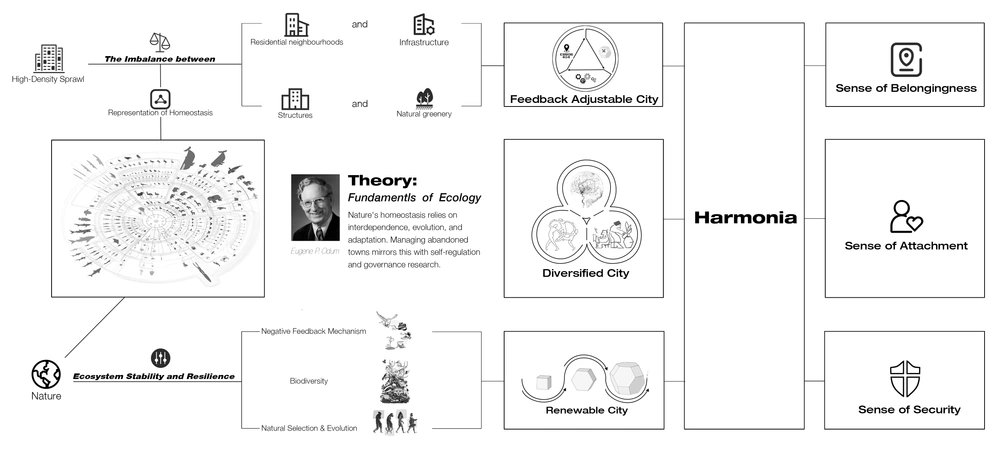 High-Density Sprawl
The Imbalance between
Representation of Homeostasis
Residential neighbourhoods
and
Infrastructure
Structures
and
Natural greenery
Theory:
Fundamentls of Ecology
Nature's homeostasis relies on
interdependence, evolution, and
adaptation. Managing abandoned
towns mirrors this with self-regulation
and governance research.
Eugene P. Odum
Nature
Ecosystem Stability and Resilience
Negative Feedback Mechanism
Biodiversity
Natural Selection & Evolution
Feedback Adjustable City
Diversified City
Renewable City
Harmonia
Sense of Belongingness
Sense of Attachment
Sense of Security